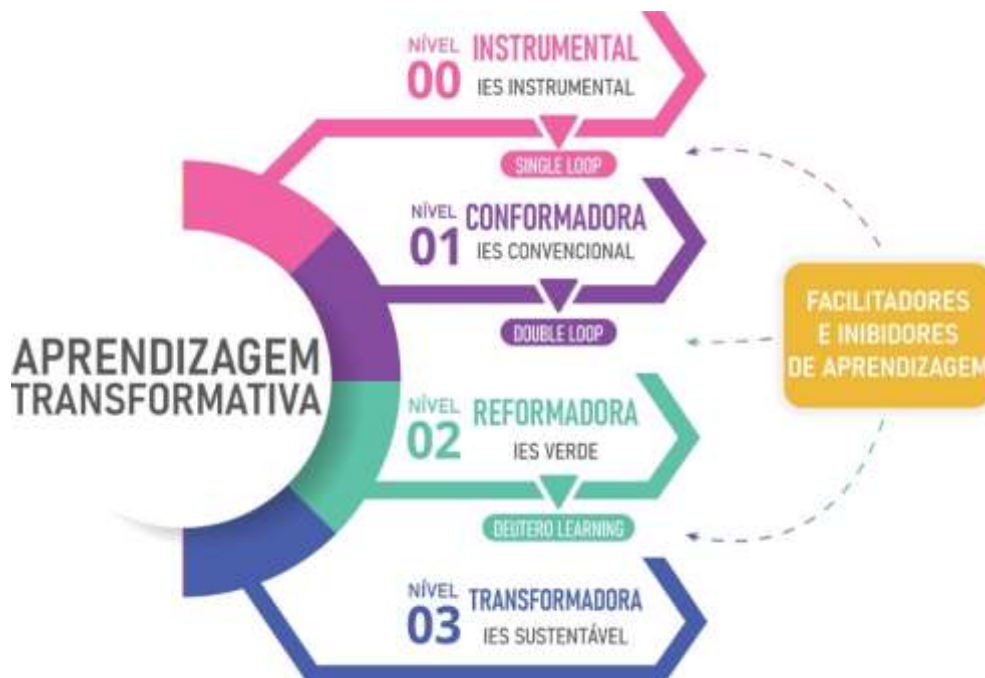 APRENDIZAGEM
TRANSFORMATIVA
NÍVEL
00
INSTRUMENTAL
IES INSTRUMENTAL
SINGLE LOOP
NÍVEL
01
CONFORMADORA
IES CONVENCIONAL
DOUBLE LOOP
NÍVEL
02
REFORMADORA
IES VERDE
DEUTERO LEARNING
NÍVEL
03
TRANSFORMADORA
IES SUSTENTÁVEL
FACILITADORES
E INIBIDORES
DE APRENDIZAGEM